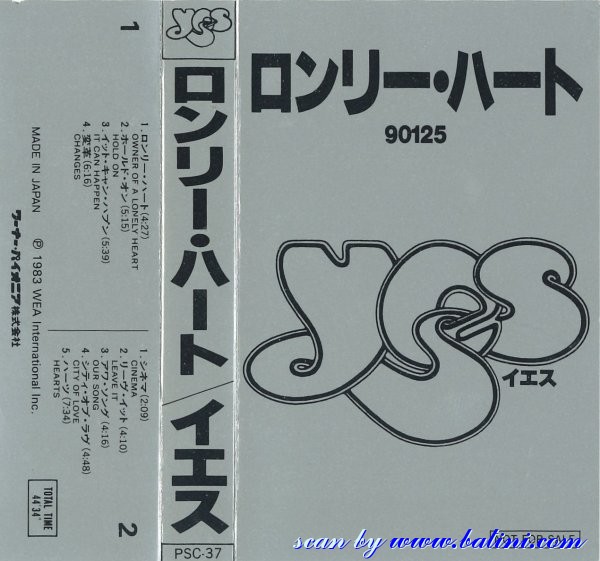 1
1. ロンリー・ハート(4:27)
OWNER OF A LONELY HEART
2. ホールド・オン(5:15)
HOLD ON
3. イット・キャン・ハプン(5:39)
IT CAN HAPPEN
4. 変革(6:16)
CHANGES
MADE IN JAPAN
Ⓟ 1983 WEA International Inc.
ワーナー・パイオニア株式会社
1. シネマ(2:09)
CINEMA
2. リーヴ・イット(4:10)
LEAVE IT
3. アワ・ソング(4:16)
OUR SONG
4. シティ・オブ・ラヴ(4:48)
CITY OF LOVE
5. ハーツ(7:34)
HEARTS
2
TOTAL TIME
44'34"
yes
ロンリー・ハート/イエス
PSC-37
ロンリー・ハート
90125
yes
イエス
NOT FOR SALE
scan by www.batini.com